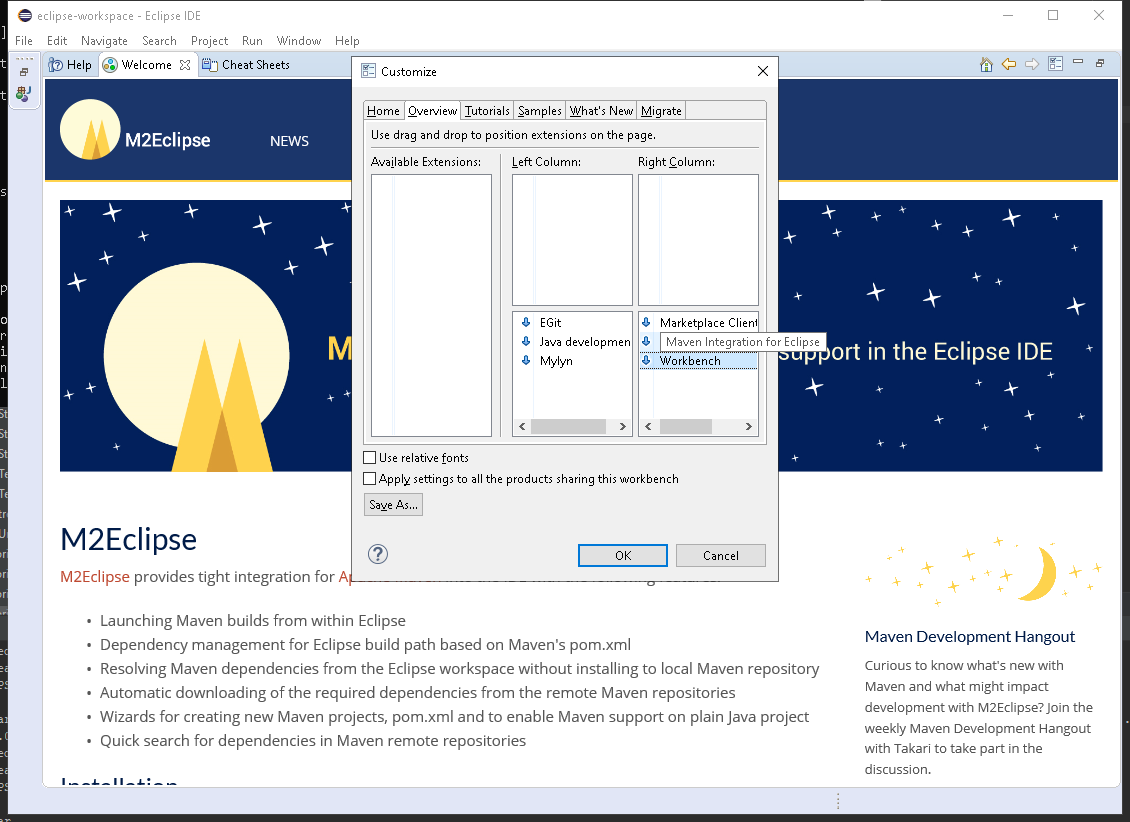 eclipse-workspace - Eclipse IDE
File Edit Navigate Search Project Run Window Help
Help Welcome Cheat Sheets
M2Eclipse NEWS
Customize
Home Overview Tutorials Samples What's New Migrate
Use drag and drop to position extensions on the page.
Available Extensions: Left Column: Right Column:
EGit
Java developmen
Mylyn
Marketplace Client
Maven Integration for Eclipse
Workbench
Use relative fonts
Apply settings to all the products sharing this workbench
Save As...
OK Cancel
M support in the Eclipse IDE
M2Eclipse
M2Eclipse provides tight integration for
• Launching Maven builds from within Eclipse
• Dependency management for Eclipse build path based on Maven's pom.xml
• Resolving Maven dependencies from the Eclipse workspace without installing to local Maven repository
• Automatic downloading of the required dependencies from the remote Maven repositories
• Wizards for creating new Maven projects, pom.xml and to enable Maven support on plain Java project
• Quick search for dependencies in Maven remote repositories
Installation
Maven Development Hangout
Curious to know what's new with
Maven and what might impact
development with M2Eclipse? Join the
weekly Maven Development Hangout
with Takari to take part in the
discussion.